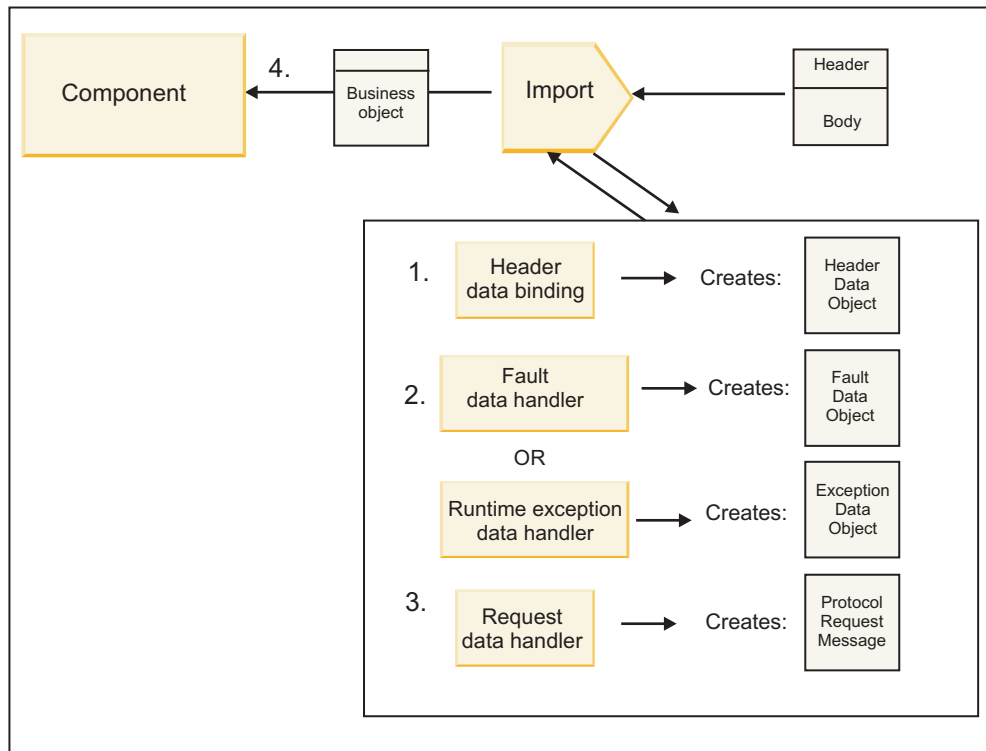 Component
4.
Business
object
Import
Header
Body
1.
Header
data binding
Creates:
Header
Data
Object
2.
Fault
data handler
Creates:
Fault
Data
Object
OR
Runtime exception
data handler
Creates:
Exception
Data
Object
3.
Request
data handler
Creates:
Protocol
Request
Message